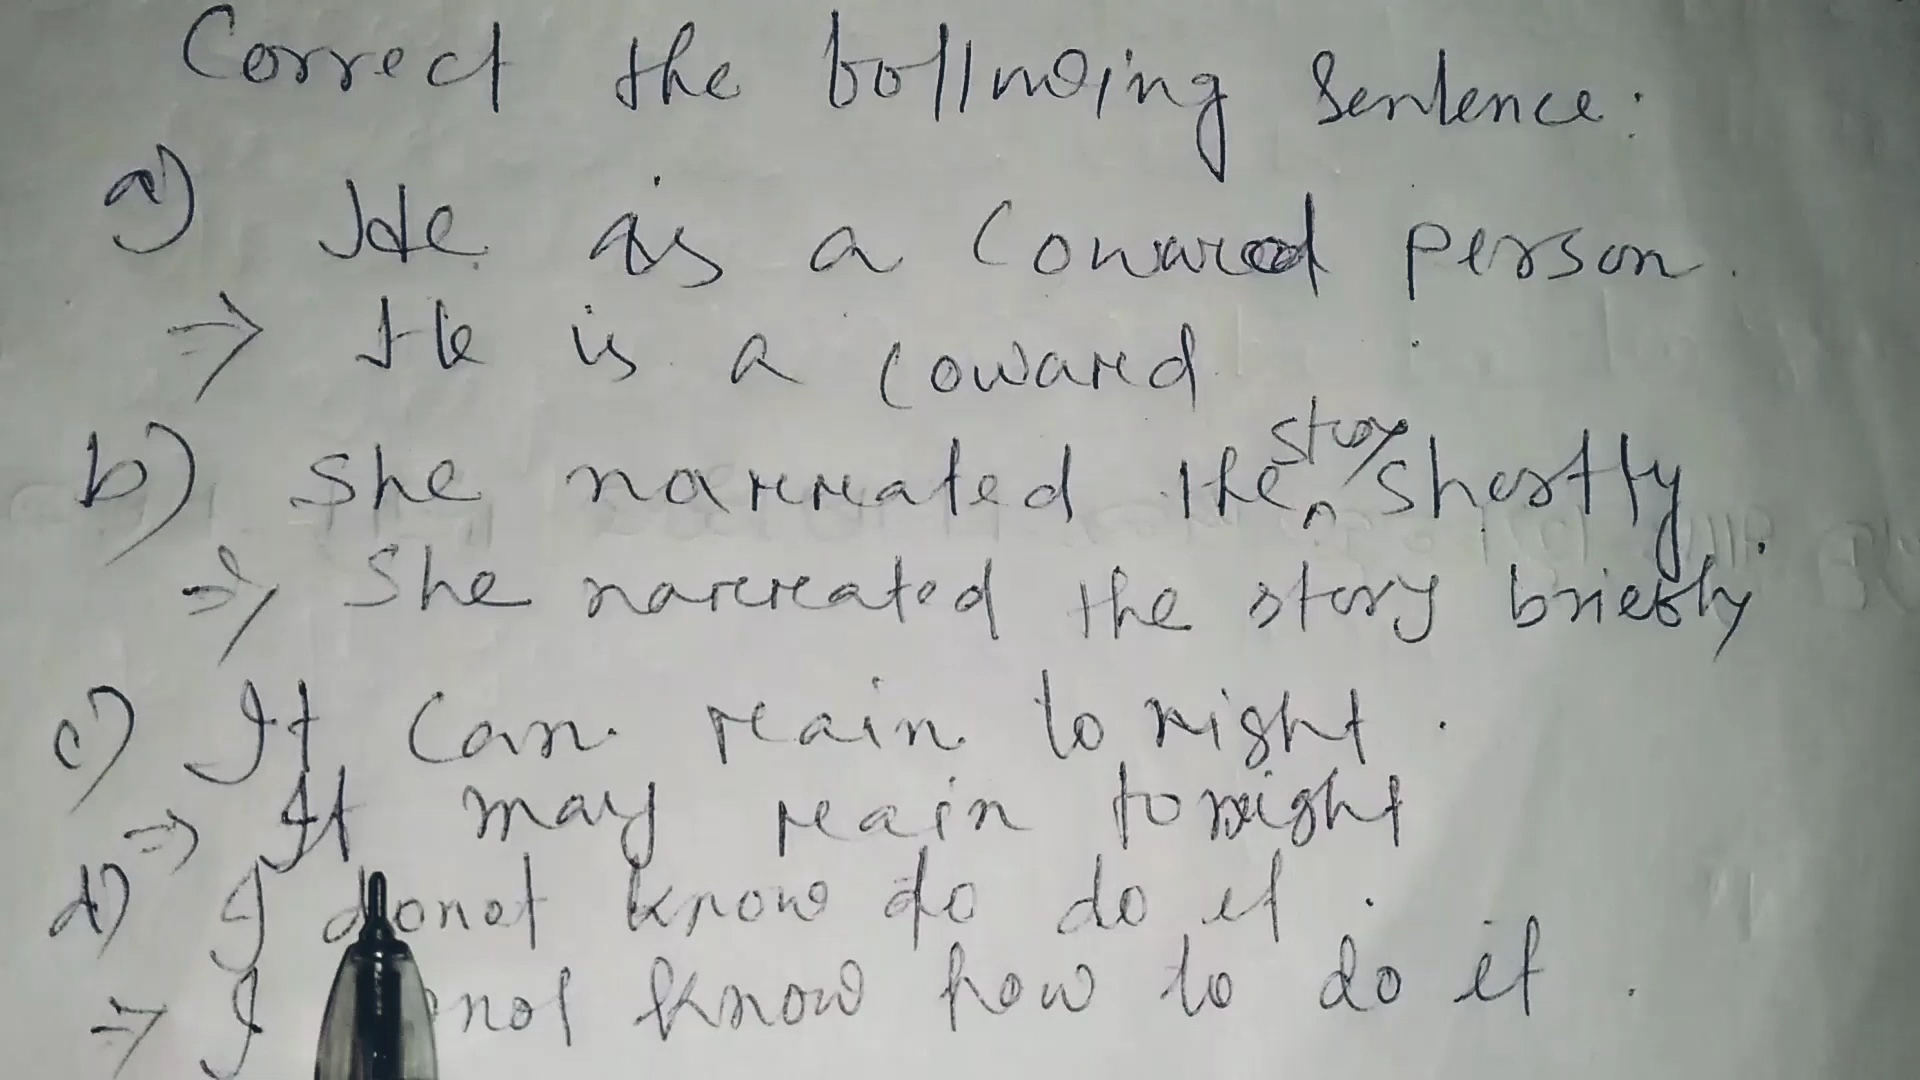 Correct the following Sentence:
a) He is a Coward person.
⇒ He is a coward
b) She narrated the story shortly
⇒ She narrated the story briefly
c) It can rain to night.
⇒ It may rain tonight
d) I donot know do do it.
⇒ I not know how to do it.